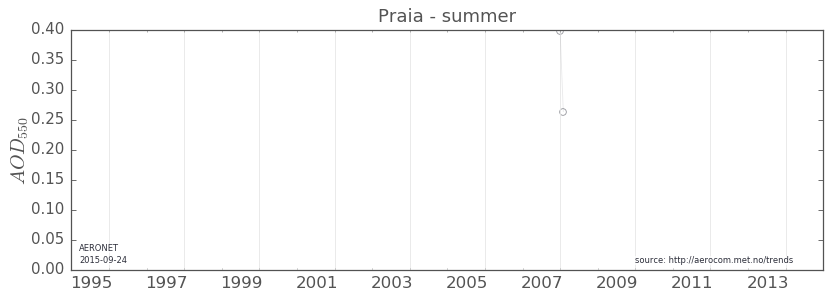 Praia - summer
0.40
0.35
0.30
0.25
0.20
0.15
0.10
0.05
0.00
AOD550
AERONET
2015-09-24
source: http://aerocom.met.no/trends
1995 1997 1999 2001 2003 2005 2007 2009 2011 2013